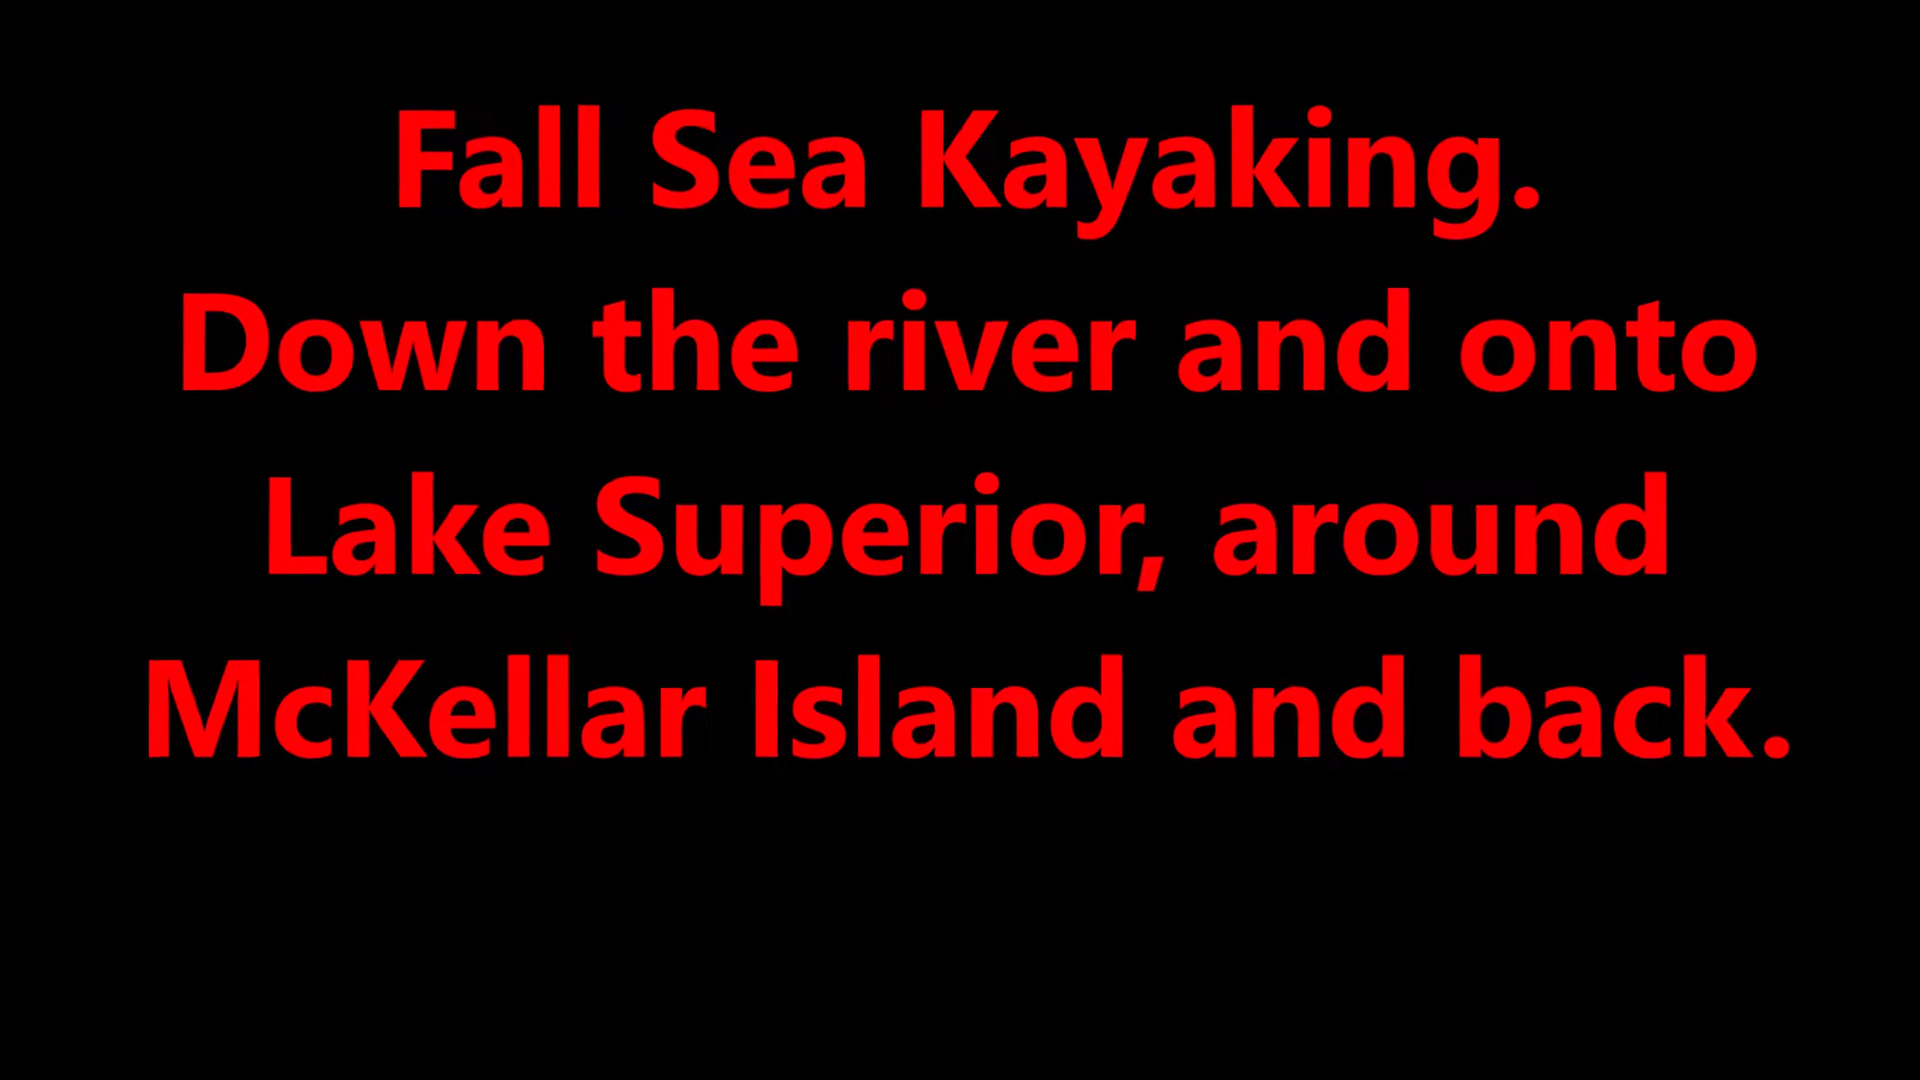 Fall Sea Kayaking.
Down the river and onto
Lake Superior, around
McKellar Island and back.